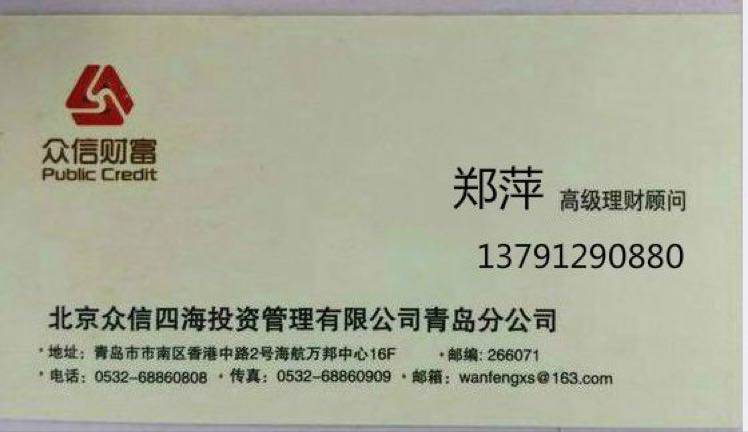 众信财富
Public Credit
郑萍 高级理财顾问
13791290880
北京众信四海投资管理有限公司青岛分公司
·地址：青岛市市南区香港中路2号海航万邦中心16F ·邮编: 266071
·电话：0532-68860808 ·传真：0532-68860909 ·邮箱：wanfengxs@163.com